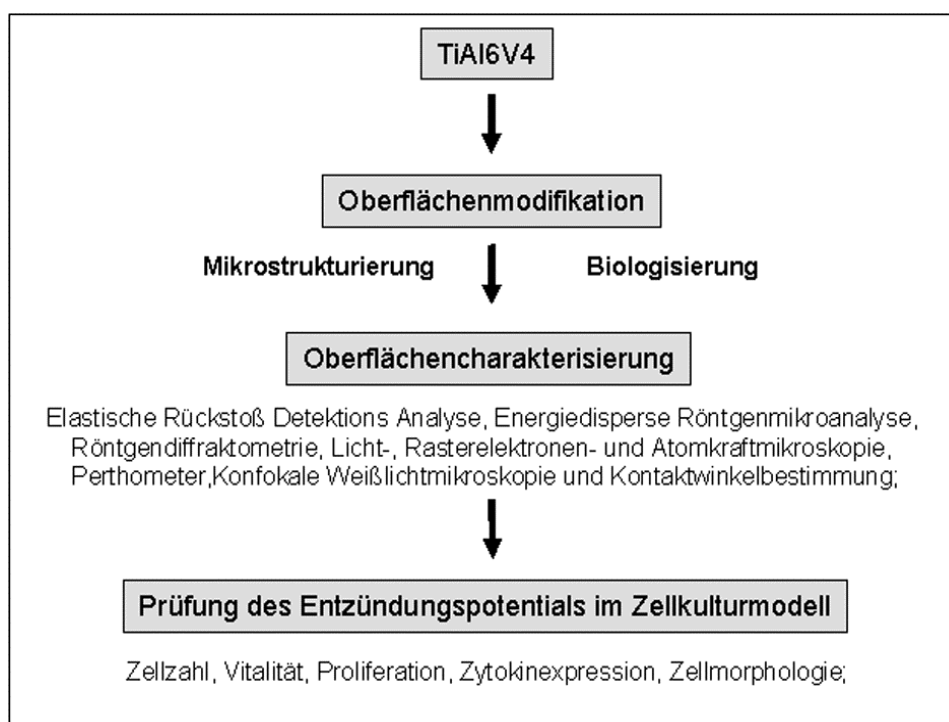 TiAl6V4
Oberflächenmodifikation
Mikrostrukturierung Biologisierung
Oberflächencharakterisierung
Elastische Rückstoß Detektions Analyse, Energiedisperse Röntgenmikroanalyse,
Röntgendiffraktometrie, Licht-, Rasterelektronen- und Atomkraftmikroskopie,
Perthometer,Konfokale Weißlichtmikroskopie und Kontaktwinkelbestimmung;
Prüfung des Entzündungspotentials im Zellkulturmodell
Zellzahl, Vitalität, Proliferation, Zytokinexpression, Zellmorphologie;